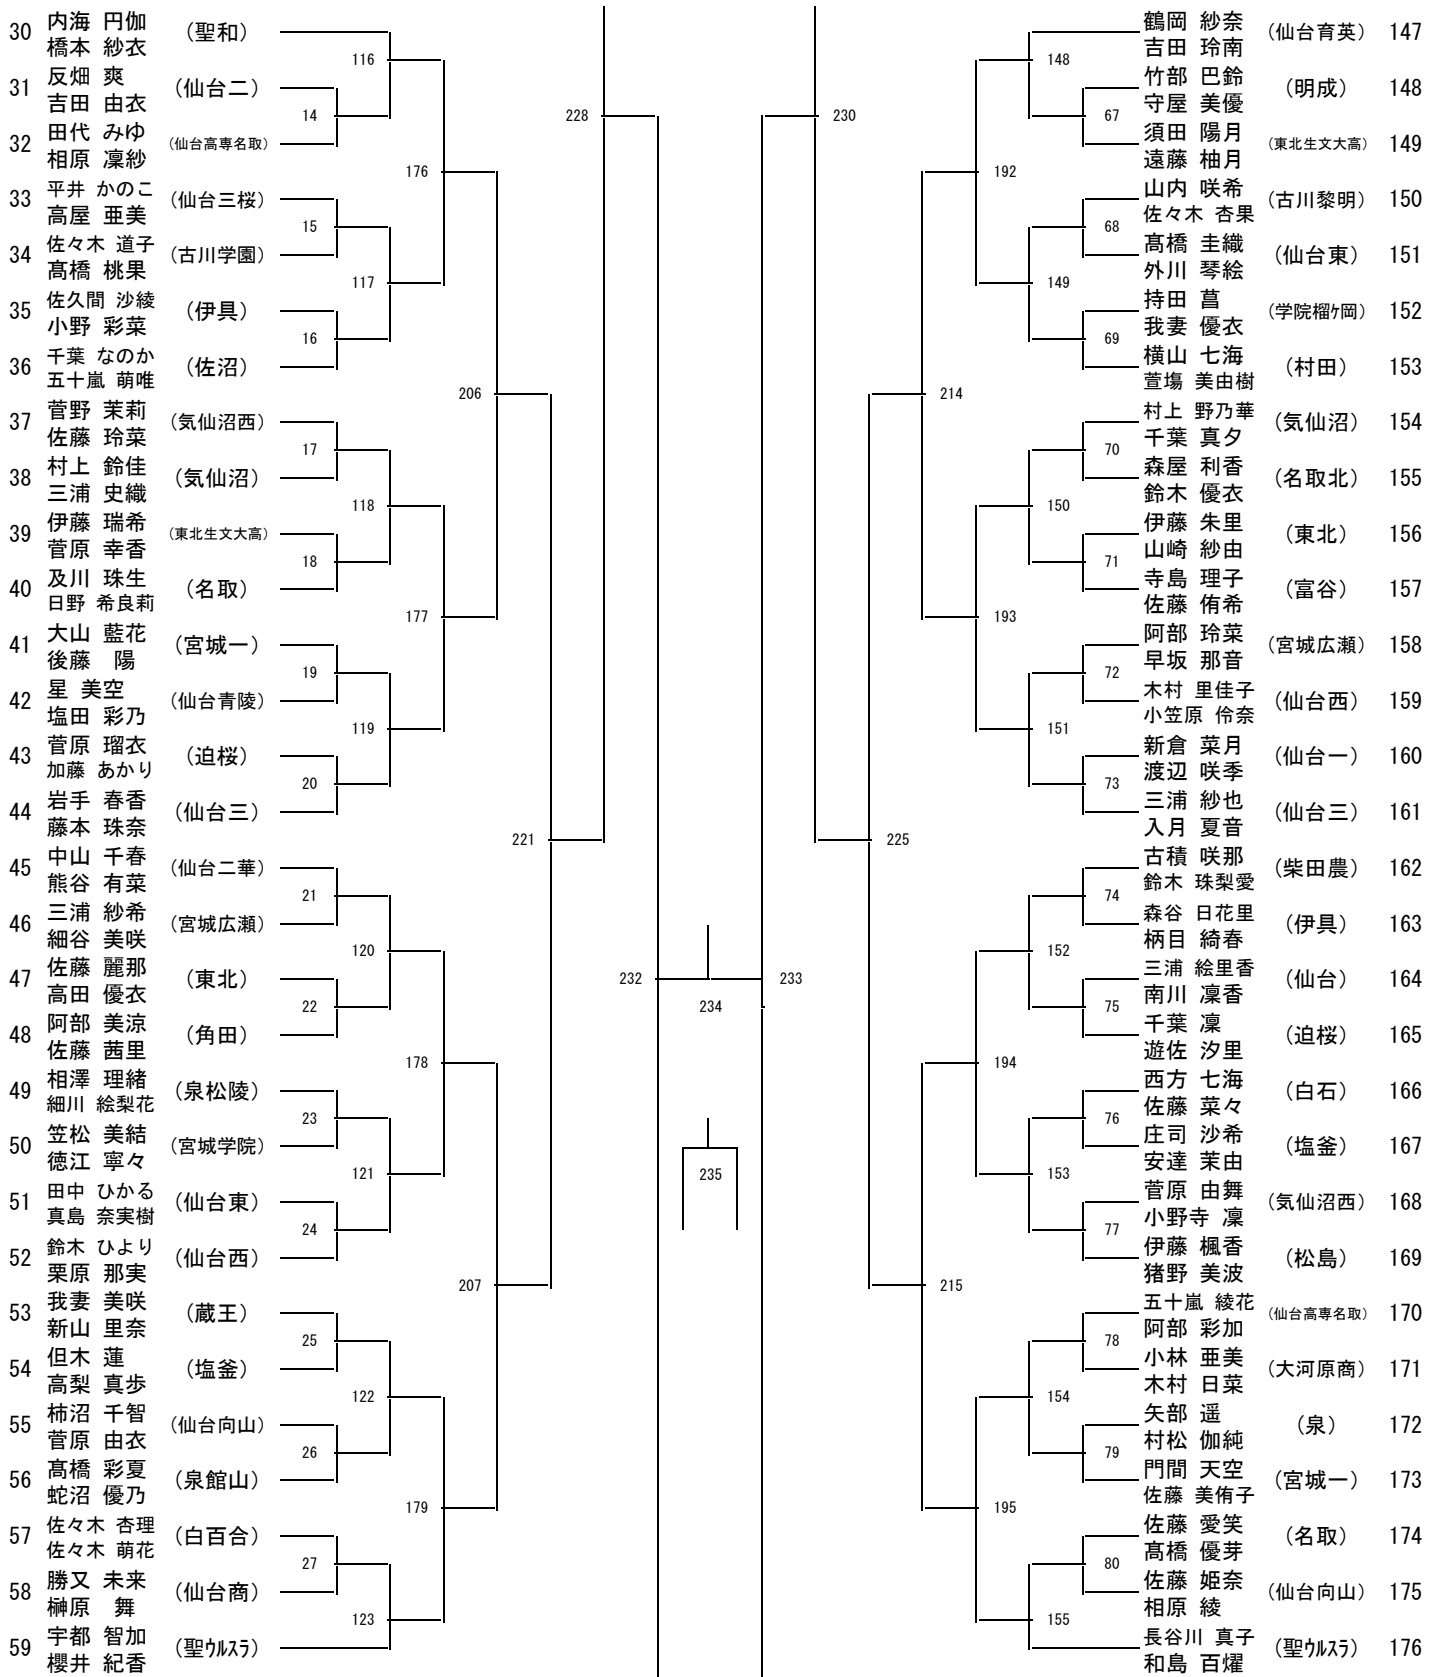 30 内海 円伽 (聖和)
橋本 紗衣
31 反畑 爽 (仙台二)
吉田 由衣
32 田代 みゆ (仙台高専名取)
相原 凜紗
33 平井 かのこ (仙台三桜)
高屋 亜美
34 佐々木 道子 (古川学園)
髙橋 桃果
35 佐久間 沙綾 (伊具)
小野 彩菜
36 千葉 なのか (佐沼)
五十嵐 萌唯
37 菅野 茉莉 (気仙沼西)
佐藤 玲菜
38 村上 鈴佳 (気仙沼)
三浦 史織
39 伊藤 瑞希 (東北生文大高)
菅原 幸香
40 及川 珠生 (名取)
日野 希良莉
41 大山 藍花 (宮城一)
後藤 陽
42 星 美空 (仙台青陵)
塩田 彩乃
43 菅原 瑠衣 (迫桜)
加藤 あかり
44 岩手 春香 (仙台三)
藤本 珠奈
45 中山 千春 (仙台二華)
熊谷 有菜
46 三浦 紗希 (宮城広瀬)
細谷 美咲
47 佐藤 麗那 (東北)
高田 優衣
48 阿部 美涼 (角田)
佐藤 茜里
49 相澤 理緒 (泉松陵)
細川 絵梨花
50 笠松 美結 (宮城学院)
徳江 寧々
51 田中 ひかる (仙台東)
真島 奈実樹
52 鈴木 ひより (仙台西)
栗原 那実
53 我妻 美咲 (蔵王)
新山 里奈
54 但木 蓮 (塩釜)
高梨 真歩
55 柿沼 千智 (仙台向山)
菅原 由衣
56 髙橋 彩夏 (泉館山)
蛇沼 優乃
57 佐々木 杏理 (白百合)
佐々木 萌花
58 勝又 未来 (仙台商)
榊原 舞
59 宇都 智加 (聖ウルスラ)
櫻井 紀香
116
14
176
15
117
16
206
17
118
18
177
19
119
20
221
21
120
22
178
23
121
24
207
25
122
26
179
27
123
228
230
232
234
233
235
148
67
192
68
149
69
214
70
150
71
193
72
151
73
225
74
152
75
194
76
153
77
215
78
154
79
195
80
155
鶴岡 紗奈 (仙台育英) 147
吉田 玲南
竹部 巴鈴 (明成) 148
守屋 美優
須田 陽月 (東北生文大高) 149
遠藤 柚月
山内 咲希 (古川黎明) 150
佐々木 杏果
髙橋 圭織 (仙台東) 151
外川 琴絵
持田 菖 (学院榴ケ岡) 152
我妻 優衣
横山 七海 (村田) 153
萱場 美由樹
村上 野乃華 (気仙沼) 154
千葉 真夕
森屋 利香 (名取北) 155
鈴木 優衣
伊藤 朱里 (東北) 156
山崎 紗由
寺島 理子 (富谷) 157
佐藤 侑希
阿部 玲菜 (宮城広瀬) 158
早坂 那音
木村 里佳子 (仙台西) 159
小笠原 伶奈
新倉 菜月 (仙台一) 160
渡辺 咲季
三浦 紗也 (仙台三) 161
入月 夏音
古積 咲那 (柴田農) 162
鈴木 珠梨愛
森谷 日花里 (伊具) 163
柄目 綺春
三浦 絵里香 (仙台) 164
南川 凜香
千葉 凜 (迫桜) 165
遊佐 汐里
西方 七海 (白石) 166
佐藤 菜々
庄司 沙希 (塩釜) 167
安達 茉由
菅原 由舞 (気仙沼西) 168
小野寺 凜
伊藤 楓香 (松島) 169
猪野 美波
五十嵐 綾花 (仙台高専名取) 170
阿部 彩加
小林 亜美 (大河原商) 171
木村 日菜
矢部 遥 (泉) 172
村松 伽純
門間 天空 (宮城一) 173
佐藤 美侑子
佐藤 愛笑 (名取) 174
髙橋 優芽
佐藤 姫奈 (仙台向山) 175
相原 綾
長谷川 真子 (聖ウルスラ) 176
和島 百燿